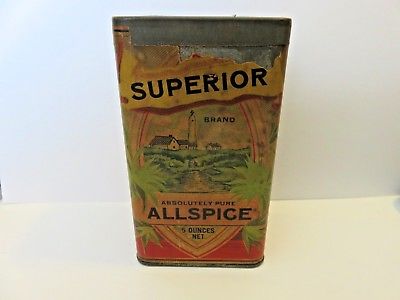 SUPERIOR
BRAND
ABSOLUTELY PURE
ALLSPICE
5 OUNCES
NET